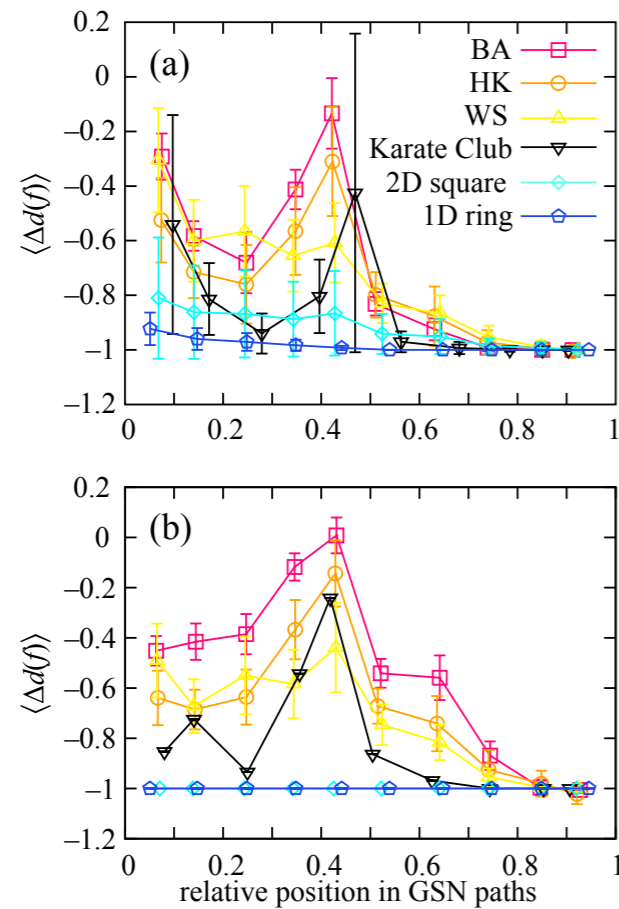 0.2
0
−0.2
−0.4
−0.6
−0.8
−1
−1.2
⟨Δd(f)⟩
(a)
BA
HK
WS
Karate Club
2D square
1D ring
0 0.2 0.4 0.6 0.8 1
0.2
0
−0.2
−0.4
−0.6
−0.8
−1
−1.2
⟨Δd(f)⟩
(b)
0 0.2 0.4 0.6 0.8 1
relative position in GSN paths